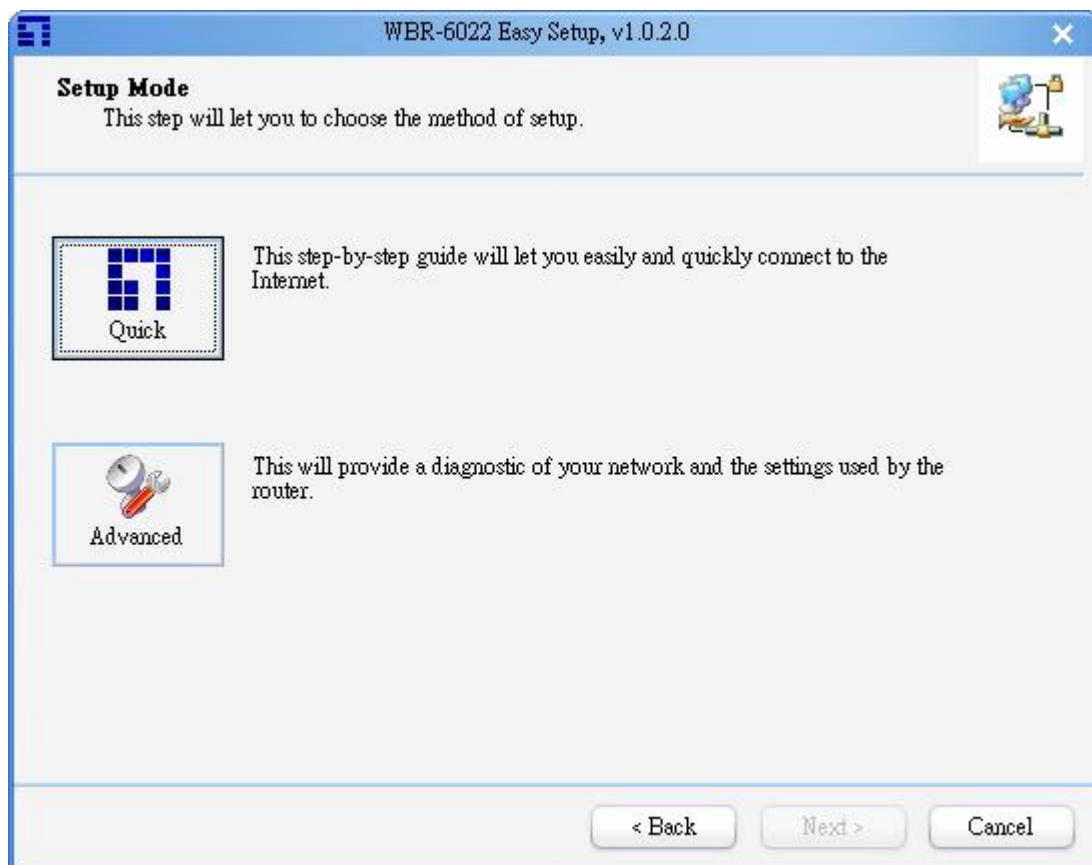 WBR-6022 Easy Setup, v1.0.2.0
Setup Mode
This step will let you to choose the method of setup.
Quick
This step-by-step guide will let you easily and quickly connect to the
Internet.
Advanced
This will provide a diagnostic of your network and the settings used by the
router.
< Back
Next >
Cancel